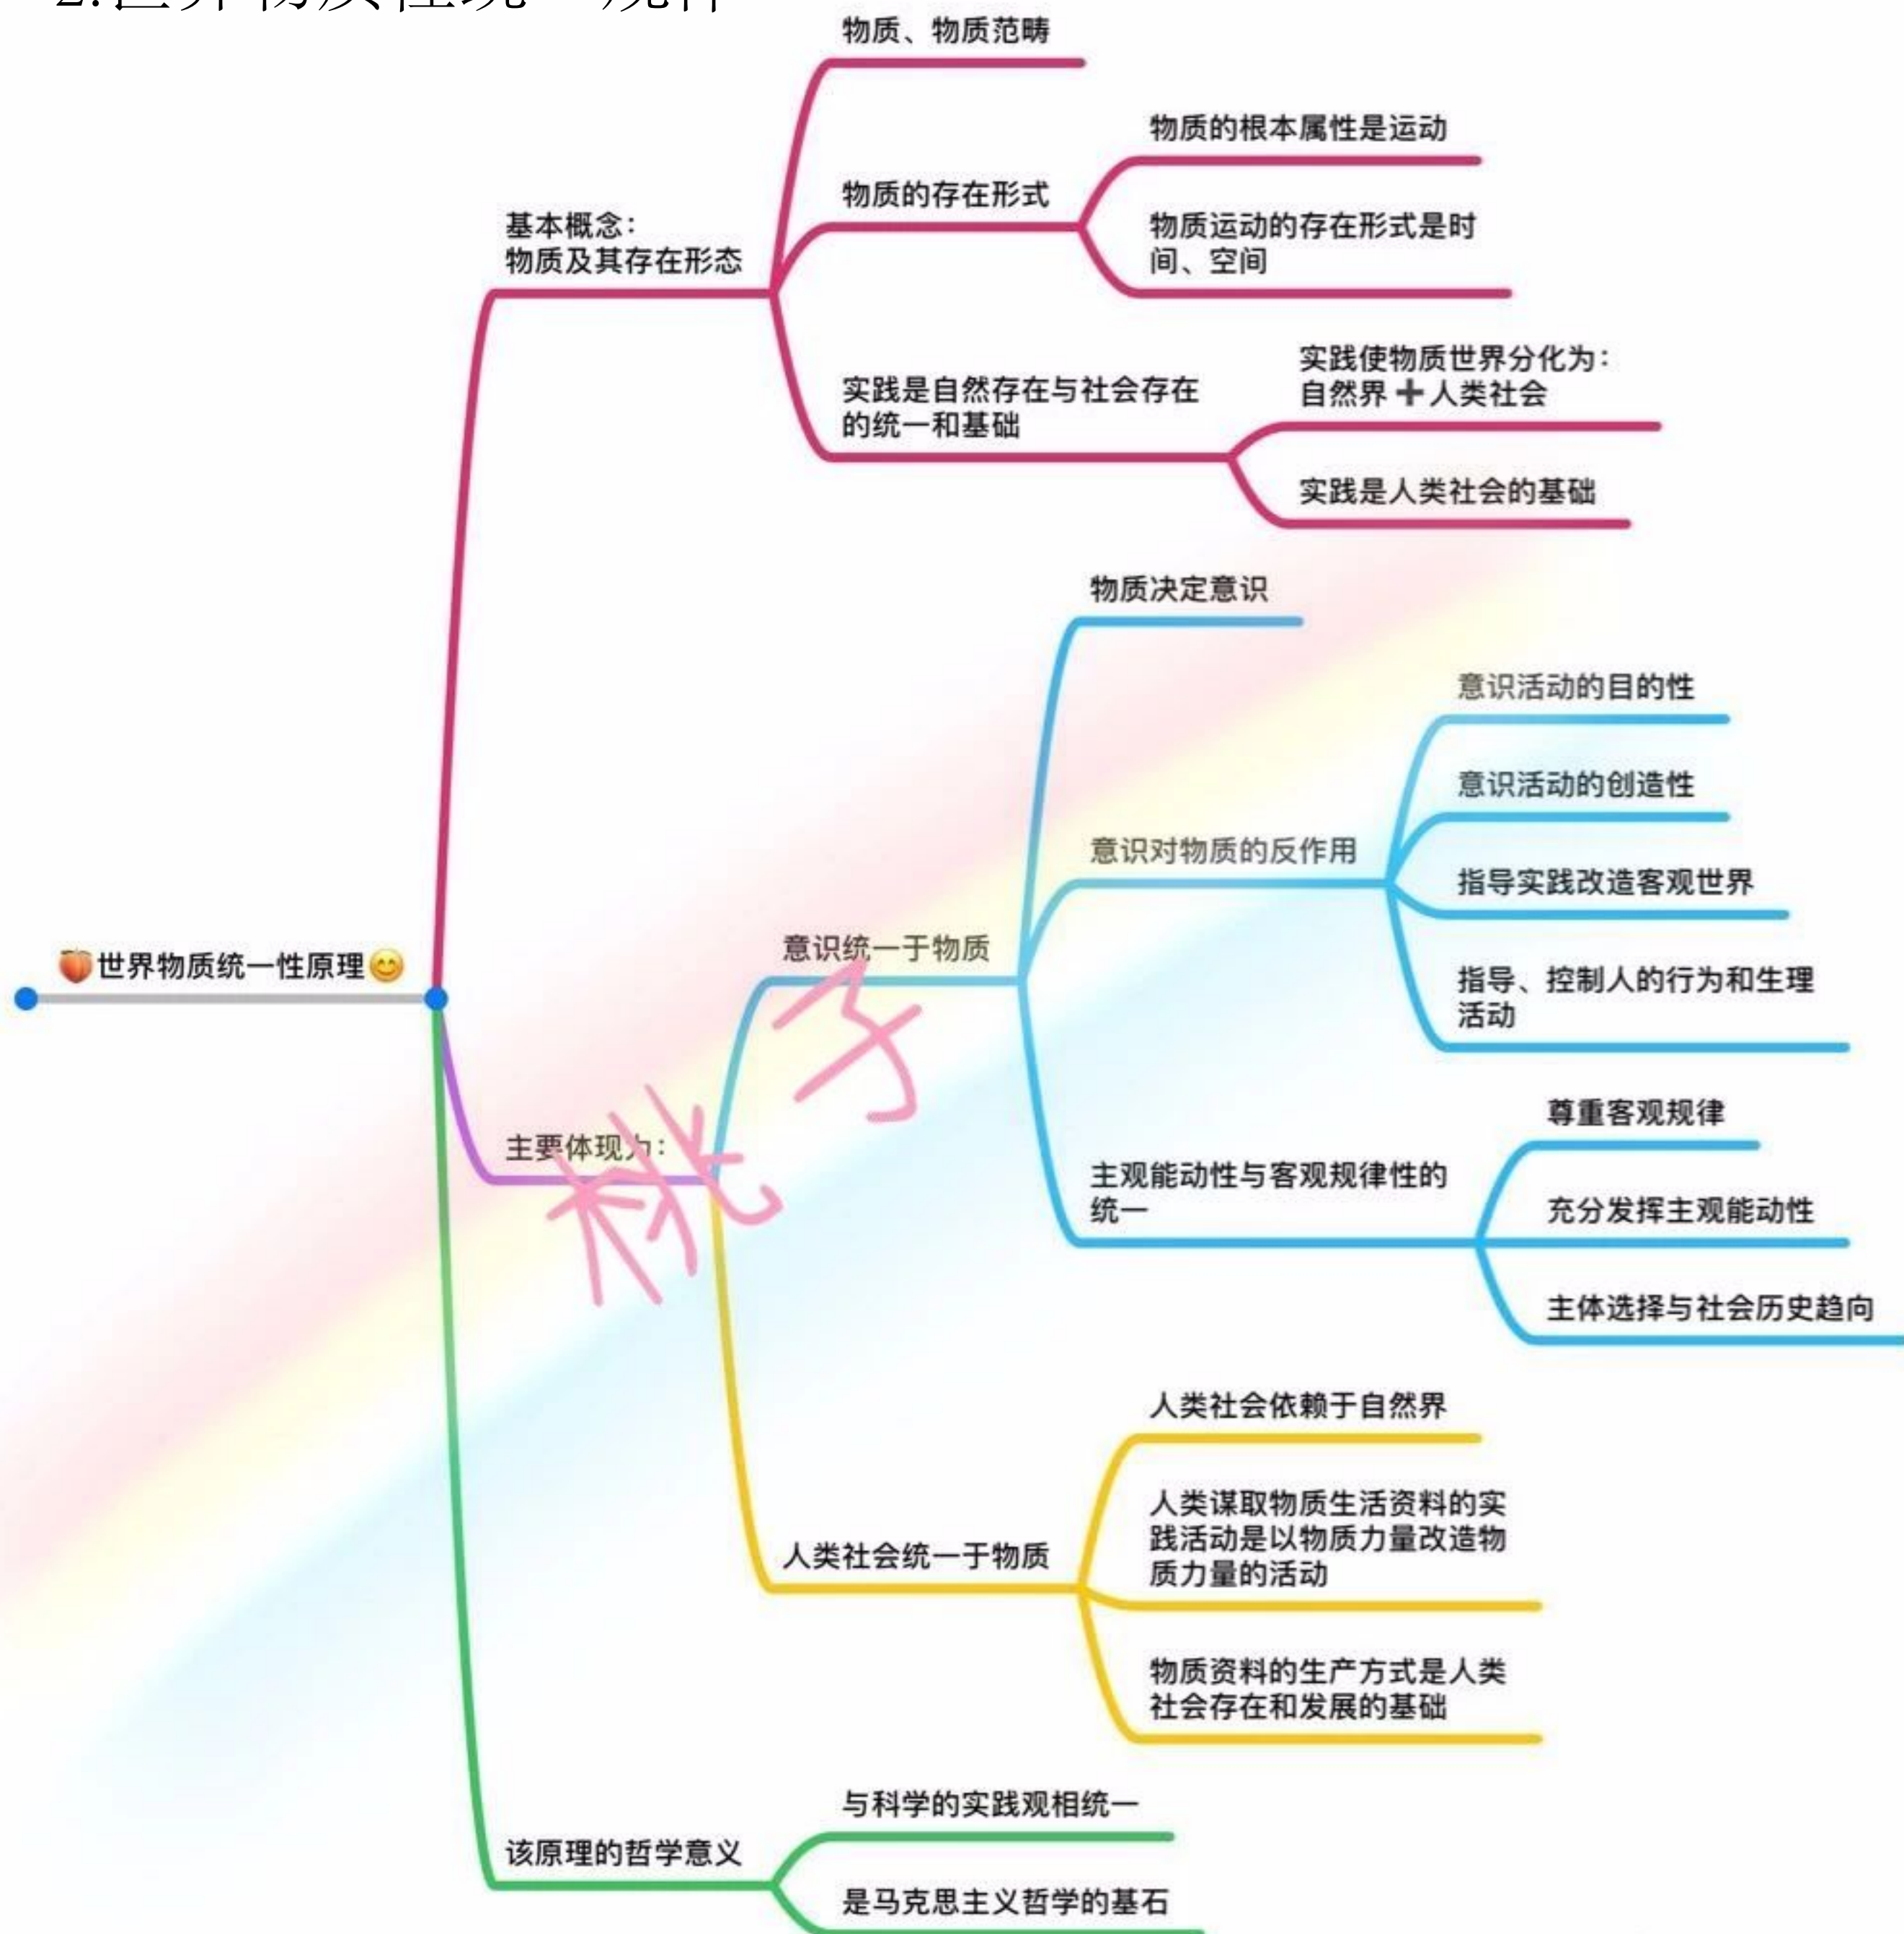 物质、物质范畴
物质的根本属性是运动
物质的存在形式
物质运动的存在形式是时
间、空间
基本概念：
物质及其存在形态
实践使物质世界分化为：
自然界➕人类社会
实践是自然存在与社会存在
的统一和基础
实践是人类社会的基础
物质决定意识
意识活动的目的性
意识活动的创造性
意识对物质的反作用
指导实践改造客观世界
意识统一于物质
指导、控制人的行为和生理
活动
🍑世界物质统一性原理😊
桃子
尊重客观规律
主要体现为：
主观能动性与客观规律性的
统一
充分发挥主观能动性
主体选择与社会历史趋向
人类社会依赖于自然界
人类谋取物质生活资料的实
践活动是以物质力量改造物
质力量的活动
人类社会统一于物质
物质资料的生产方式是人类
社会存在和发展的基础
与科学的实践观相统一
该原理的哲学意义
是马克思主义哲学的基石